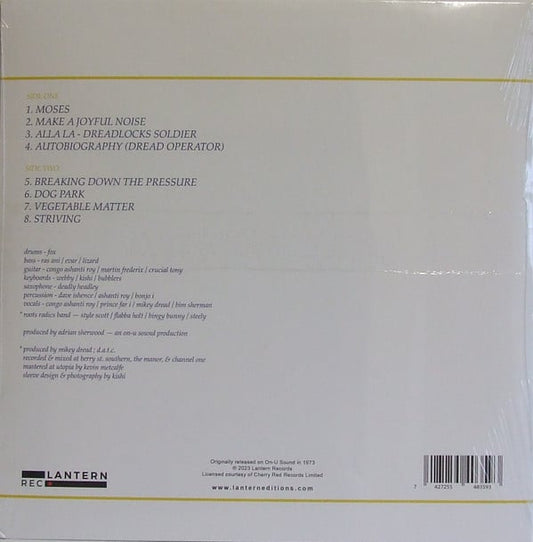 SIDE ONE
1. MOSES
2. MAKE A JOYFUL NOISE
3. ALLA LA - DREADLOCKS SOLDIER
4. AUTOBIOGRAPHY (DREAD OPERATOR)
SIDE TWO
5. BREAKING DOWN THE PRESSURE
6. DOG PARK
7. VEGETABLE MATTER
8. STRIVING
drums - fox
bass - ras ani / evar / lizard
guitar - congo ashanti roy / martin frederix / crucial tony
keyboards - webby / kishi / bubblers
saxophone - deadly headley
percussion - dave ishence / ashanti roy / bonjo i
vocals - congo ashanti roy / prince far i / mikey dread / bim sherman
* roots radics band — style scott / flabba holt / bingy bunny / steely
produced by adrian sherwood — an on-u sound production
* produced by mikey dread ; d.a.t.c.
recorded & mixed at berry st. southern, the manor, & channel one
mastered at utopia by kevin metcalfe
sleeve design & photography by kishi
LANTERN
REC
Originally released on On-U Sound in 1973
© 2023 Lantern Records
Licensed courtesy of Cherry Red Records Limited
www.lanterneditions.com
7 427255 403593